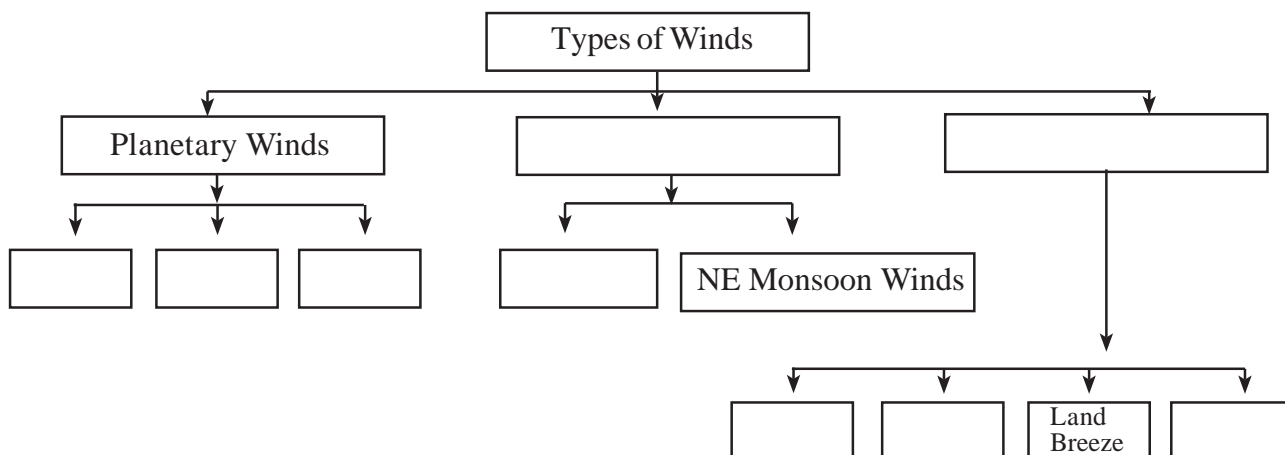 Types of Winds
Planetary Winds
NE Monsoon Winds
Land
Breeze